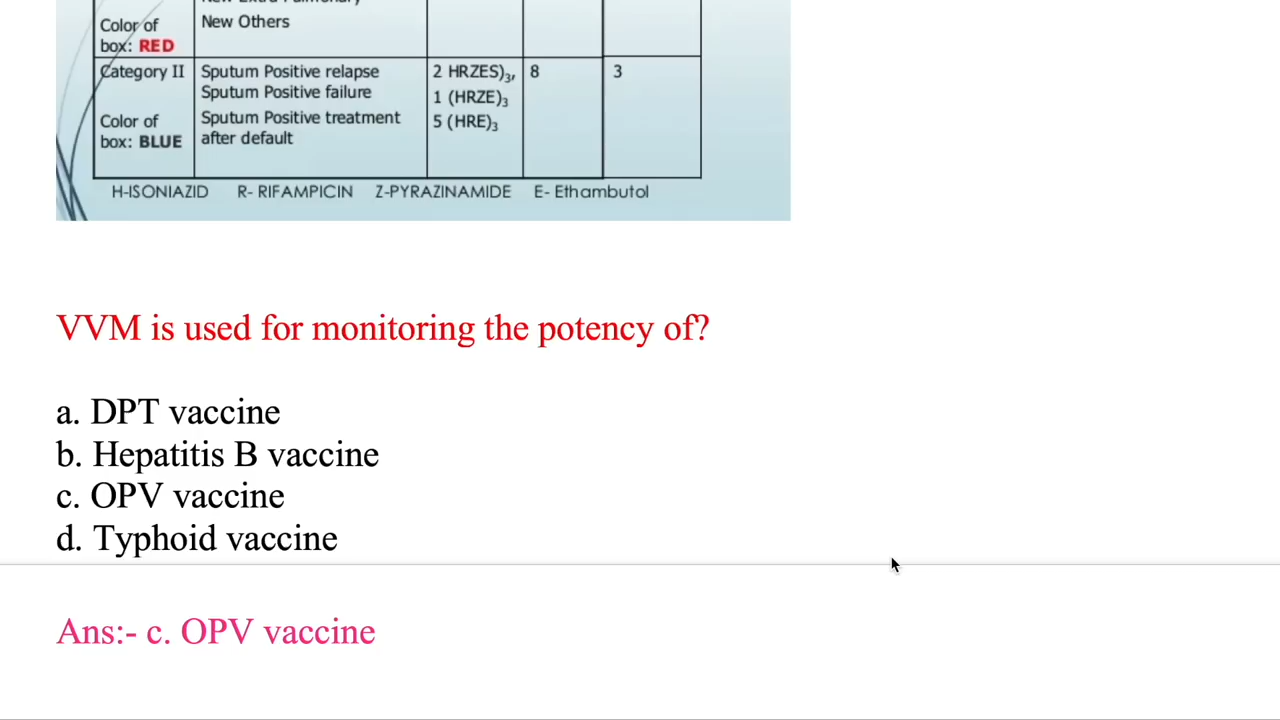 New Extra Pulmonary
Color of New Others
box: RED
Category II Sputum Positive relapse 2 HRZES)3, 8 3
Sputum Positive failure 1 (HRZE)3
Color of Sputum Positive treatment 5 (HRE)3
box: BLUE after default
H-ISONIAZID R- RIFAMPICIN Z-PYRAZINAMIDE E- Ethambutol
VVM is used for monitoring the potency of?
a. DPT vaccine
b. Hepatitis B vaccine
c. OPV vaccine
d. Typhoid vaccine
Ans:- c. OPV vaccine